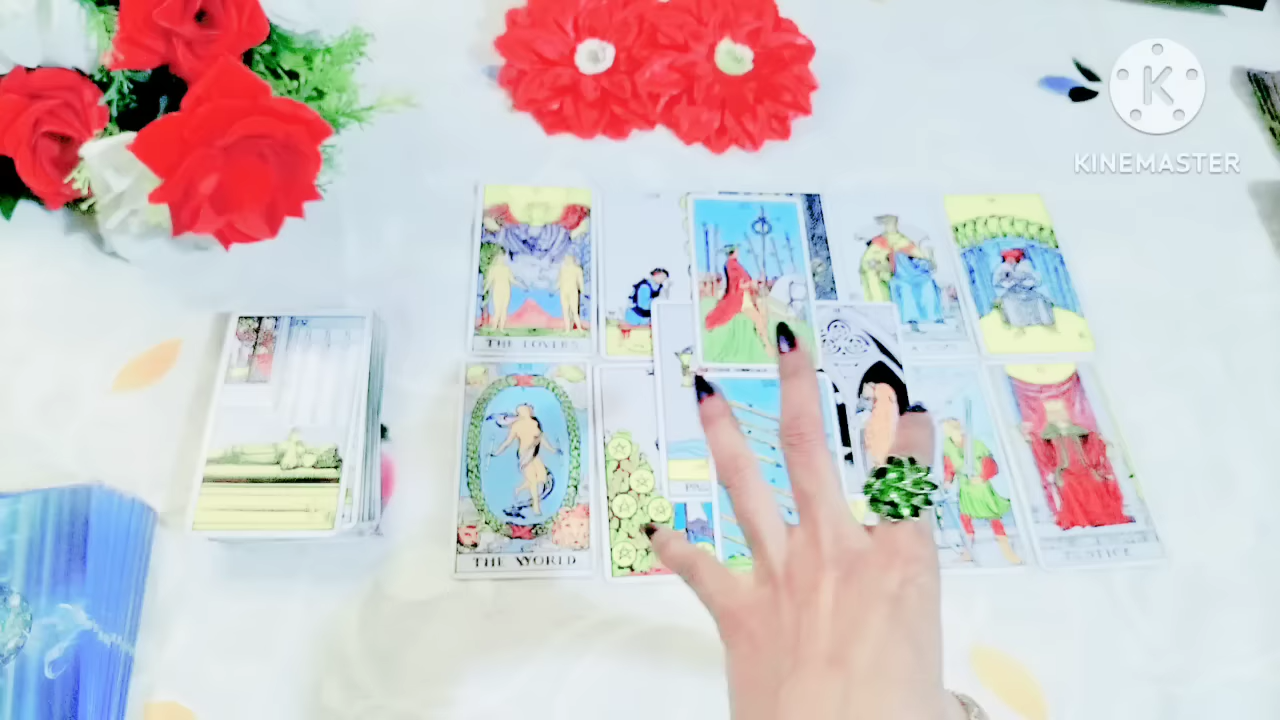 K
KINEMASTER
THE LOVERS
THE WORLD
JUSTICE